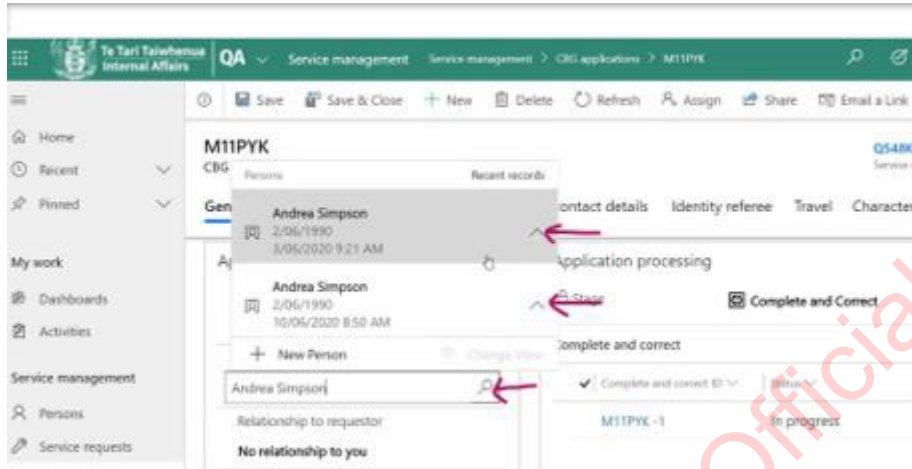 Te Tari Taiwhenua
Internal Affairs
QA Service management Service management > CBG applications > M11PYK
Save Save & Close New Delete Refresh Assign Share Email a Link
Home
Recent
Pinned
My work
Dashboards
Activities
Service management
Persons
Service requests
M11PYK
CBG
QS48K
Service
Persons Recent records
Gen ontact details Identity referee Travel Character
Andrea Simpson
2/06/1990
3/06/2020 9:21 AM
Andrea Simpson
2/06/1990
10/06/2020 8:50 AM
+ New Person Change View
Andrea Simpson
Relationship to requestor
No relationship to you
Application processing
Stage Complete and Correct
Complete and correct
Complete and correct ID Status
M11PYK -1 In progress
Official